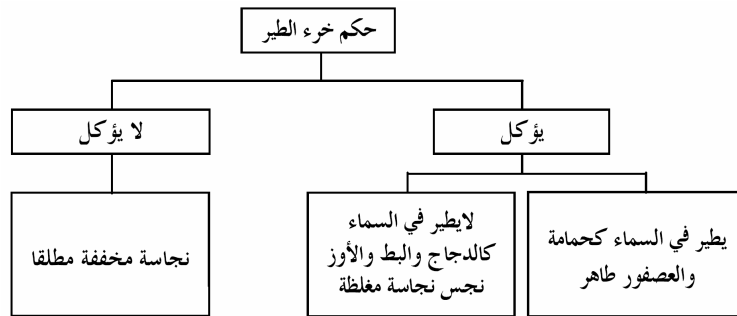 حكم خرء الطير
يؤكل
لا يؤكل
يطير في السماء كحمامة
والعصفور طاهر
لايطير في السماء
كالدجاج والبط والأوز
نجس نجاسة مغلظة
نجاسة مخففة مطلقا